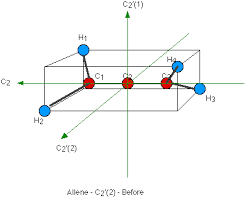 C2'(1)
H1
H4
C2
C1
C2
C3
H3
H2
C2'(2)
Allene - C2'(2) - Before